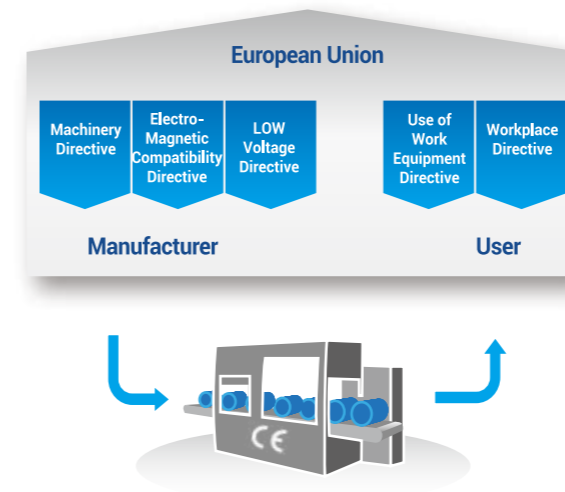 European Union
Machinery
Directive
Electro-
Magnetic
Compatibility
Directive
LOW
Voltage
Directive
Use of
Work
Equipment
Directive
Workplace
Directive
Manufacturer
User
CE